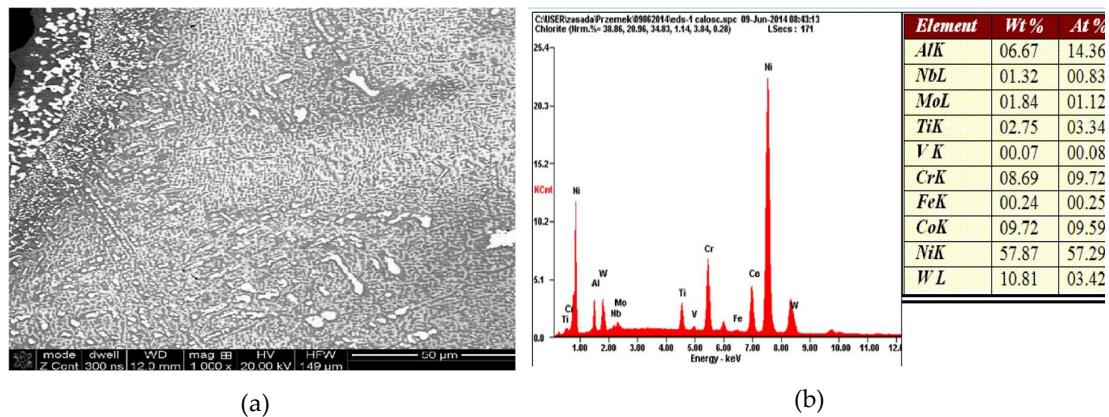 mode dwell WD mag HV HFW 50 µm
Z Cont 300 ns 12.0 mm 1 000 x 20.00 kV 149 µm
(a)
C:\USER\zasada\Przemek\09062014\eds-1 calosc.spc 09-Jun-2014 08:43:13
Chlorite (Nrm.%= 38.86, 20.96, 34.83, 1.14, 3.84, 0.28) LSecs : 171
25.4
20.3
15.2
KCnt
10.2
5.1
0.0
Ni
Ni
Cr
Al
W
Co
Ti
Mo
Nb
Ti
V
Fe
W
1.00 2.00 3.00 4.00 5.00 6.00 7.00 8.00 9.00 10.00 11.00 12.0
Energy - keV
(b)
Element Wt % At %
AlK 06.67 14.36
NbL 01.32 00.83
MoL 01.84 01.12
TiK 02.75 03.34
V K 00.07 00.08
CrK 08.69 09.72
FeK 00.24 00.25
CoK 09.72 09.59
NiK 57.87 57.29
W L 10.81 03.42